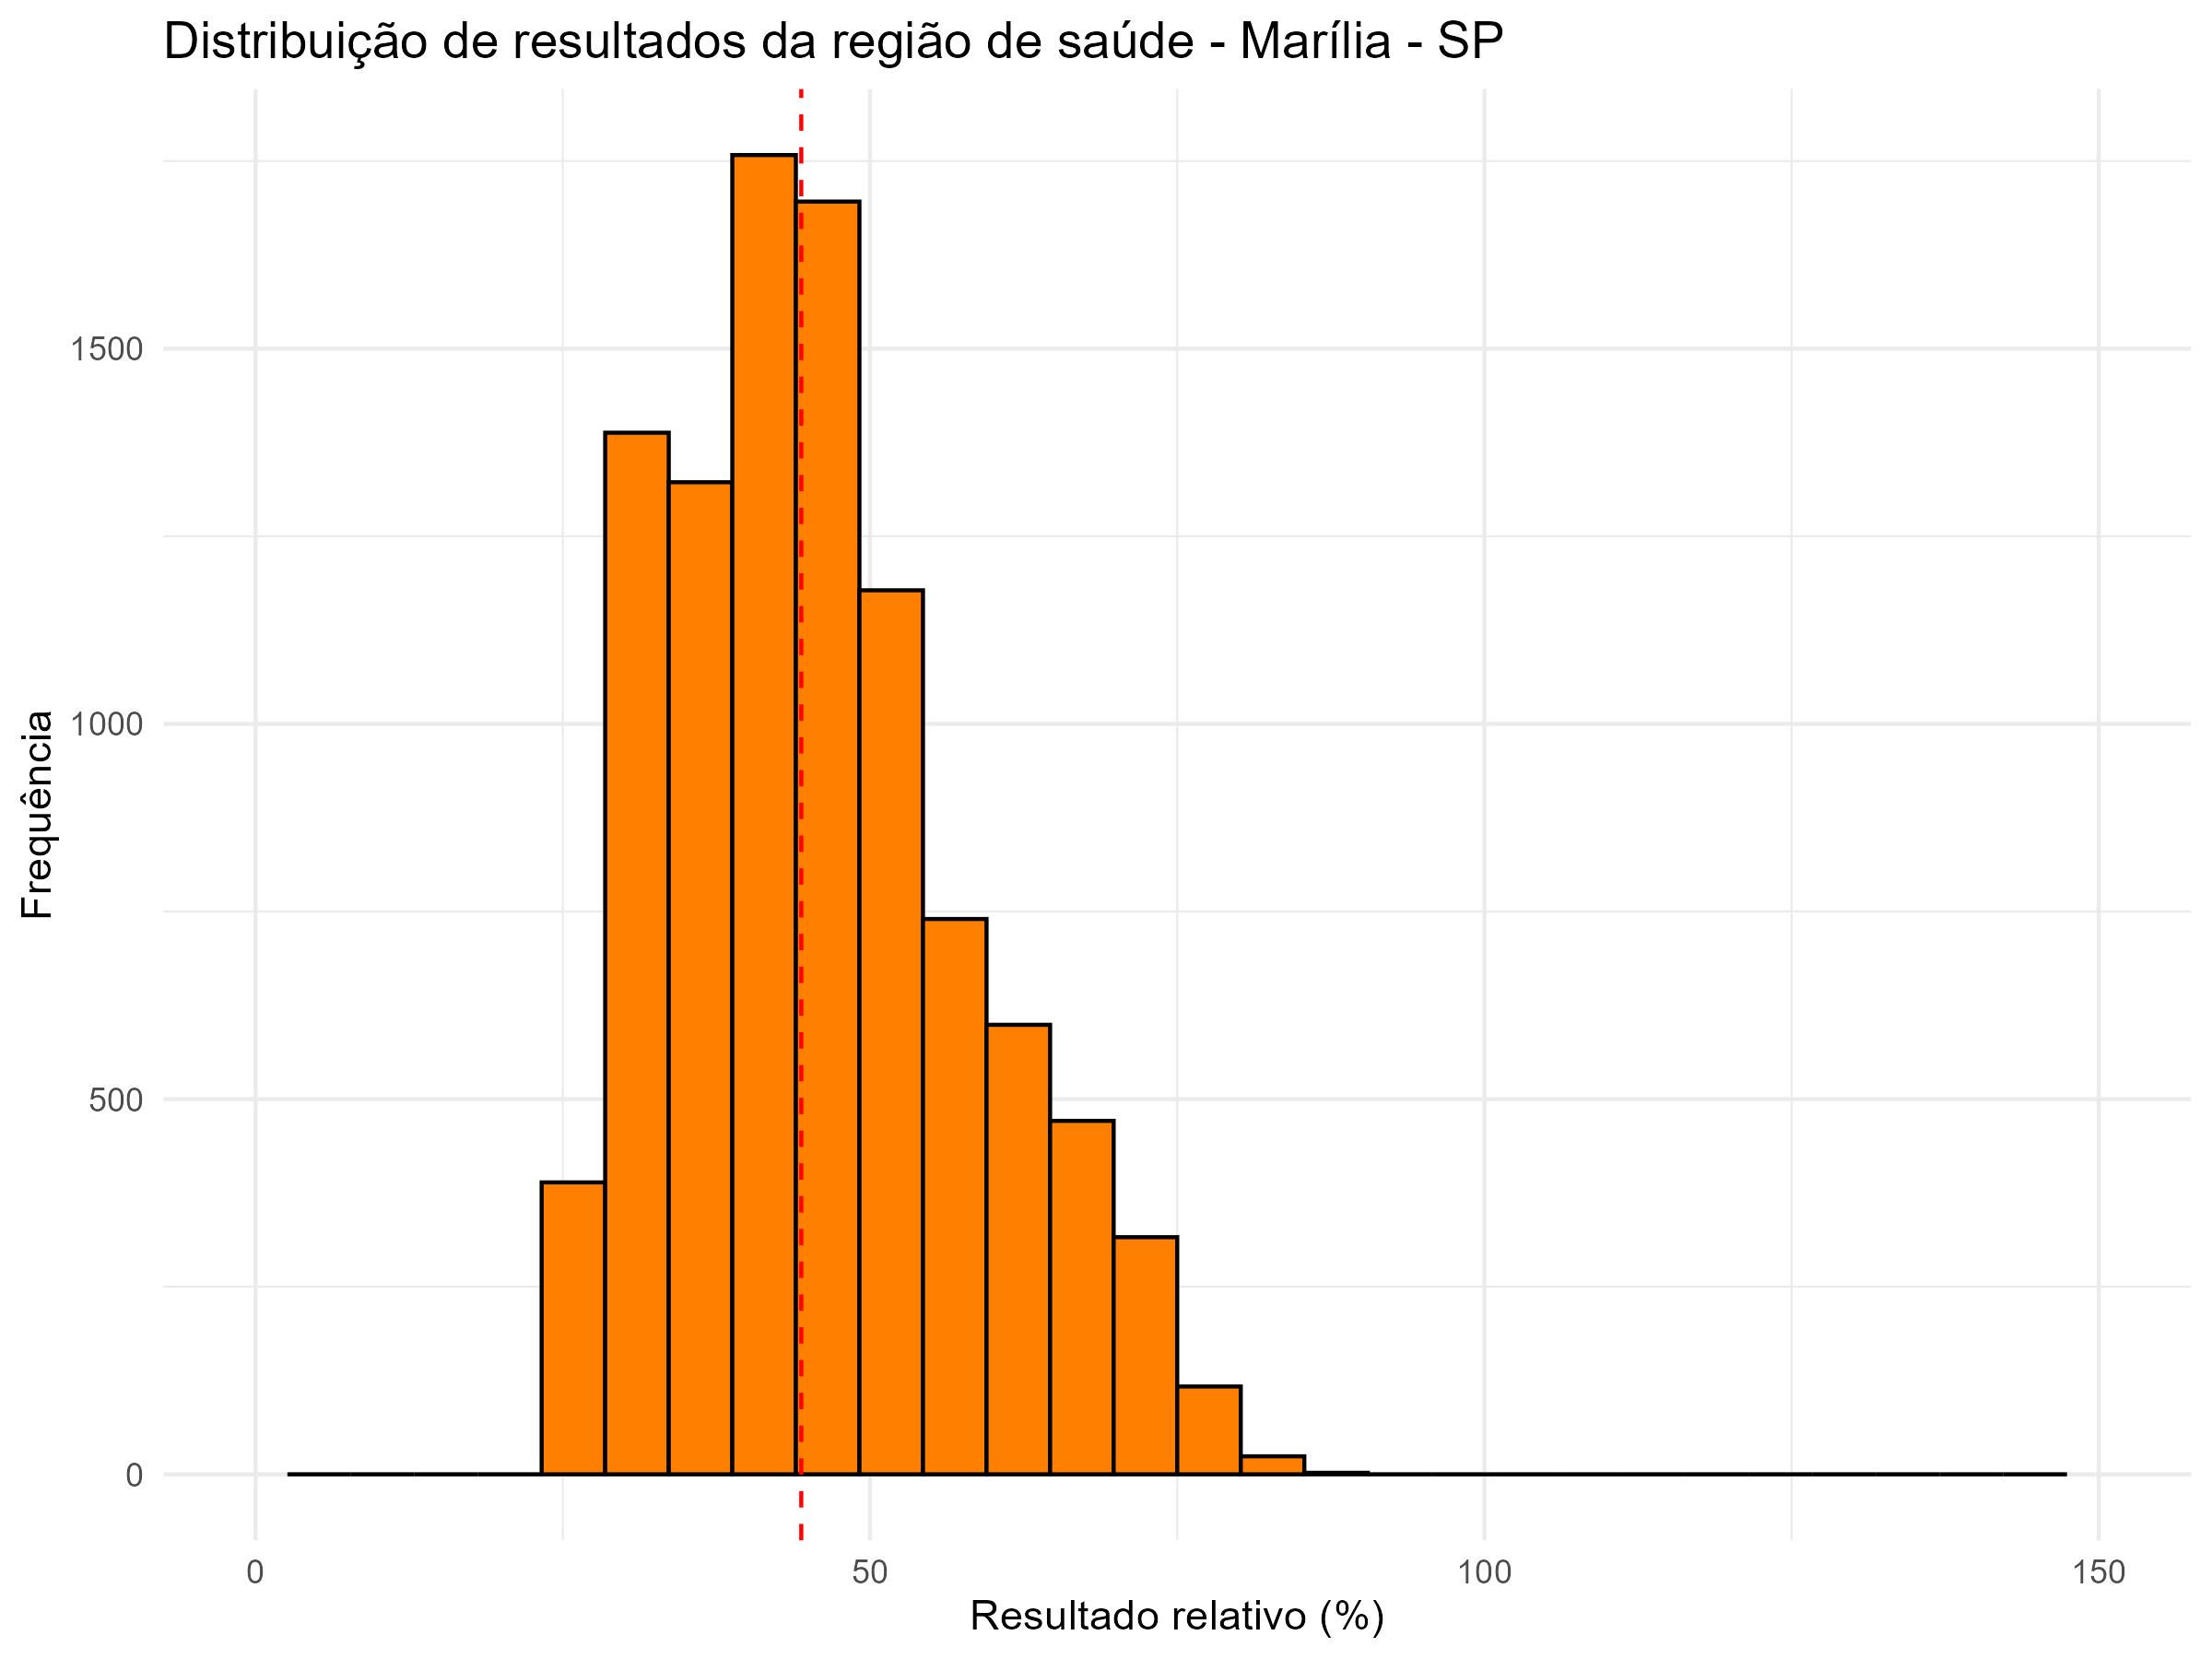 Distribuição de resultados da região de saúde - Marília - SP
Frequência
1500
1000
500
0
0 50 100 150
Resultado relativo (%)